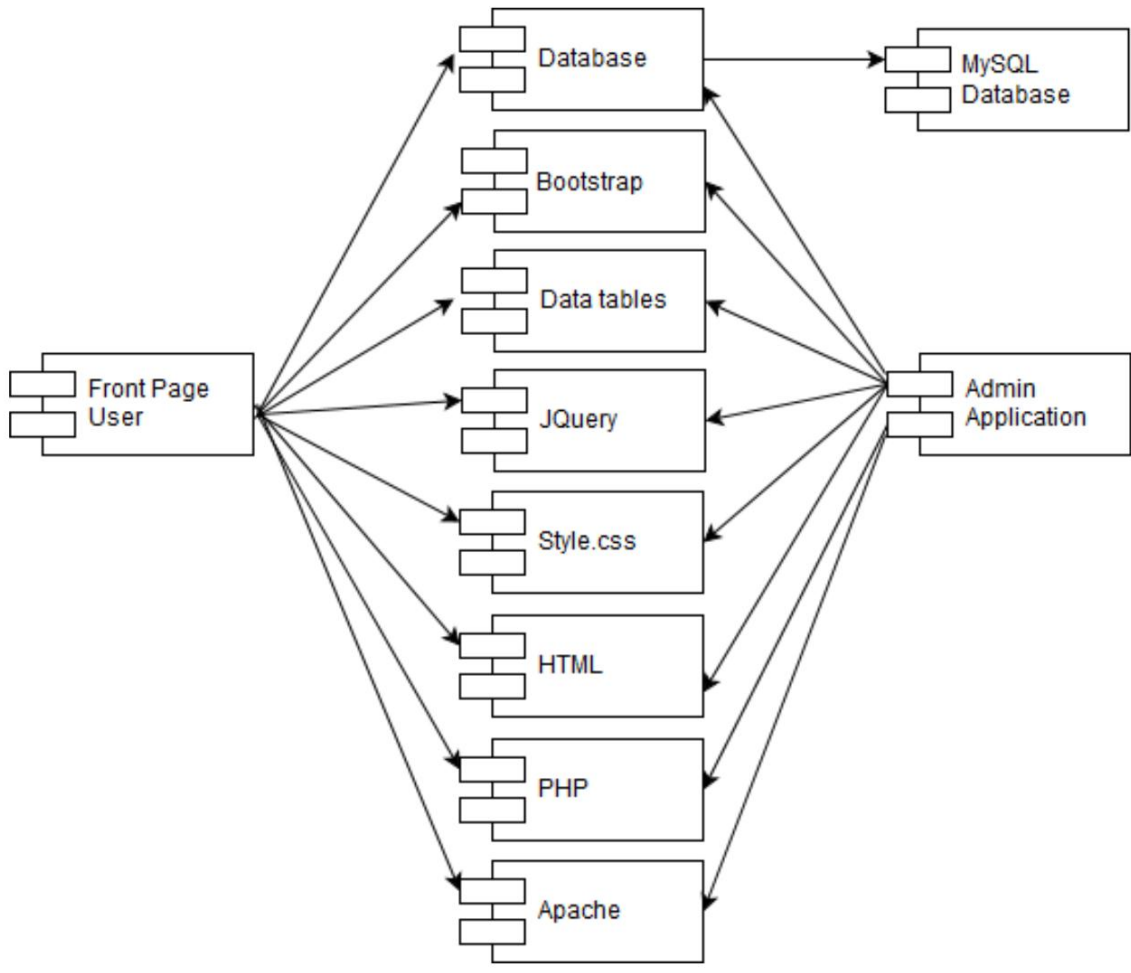 Database
MySQL
Database
Bootstrap
Data tables
Front Page
User
JQuery
Admin
Application
Style.css
HTML
PHP
Apache